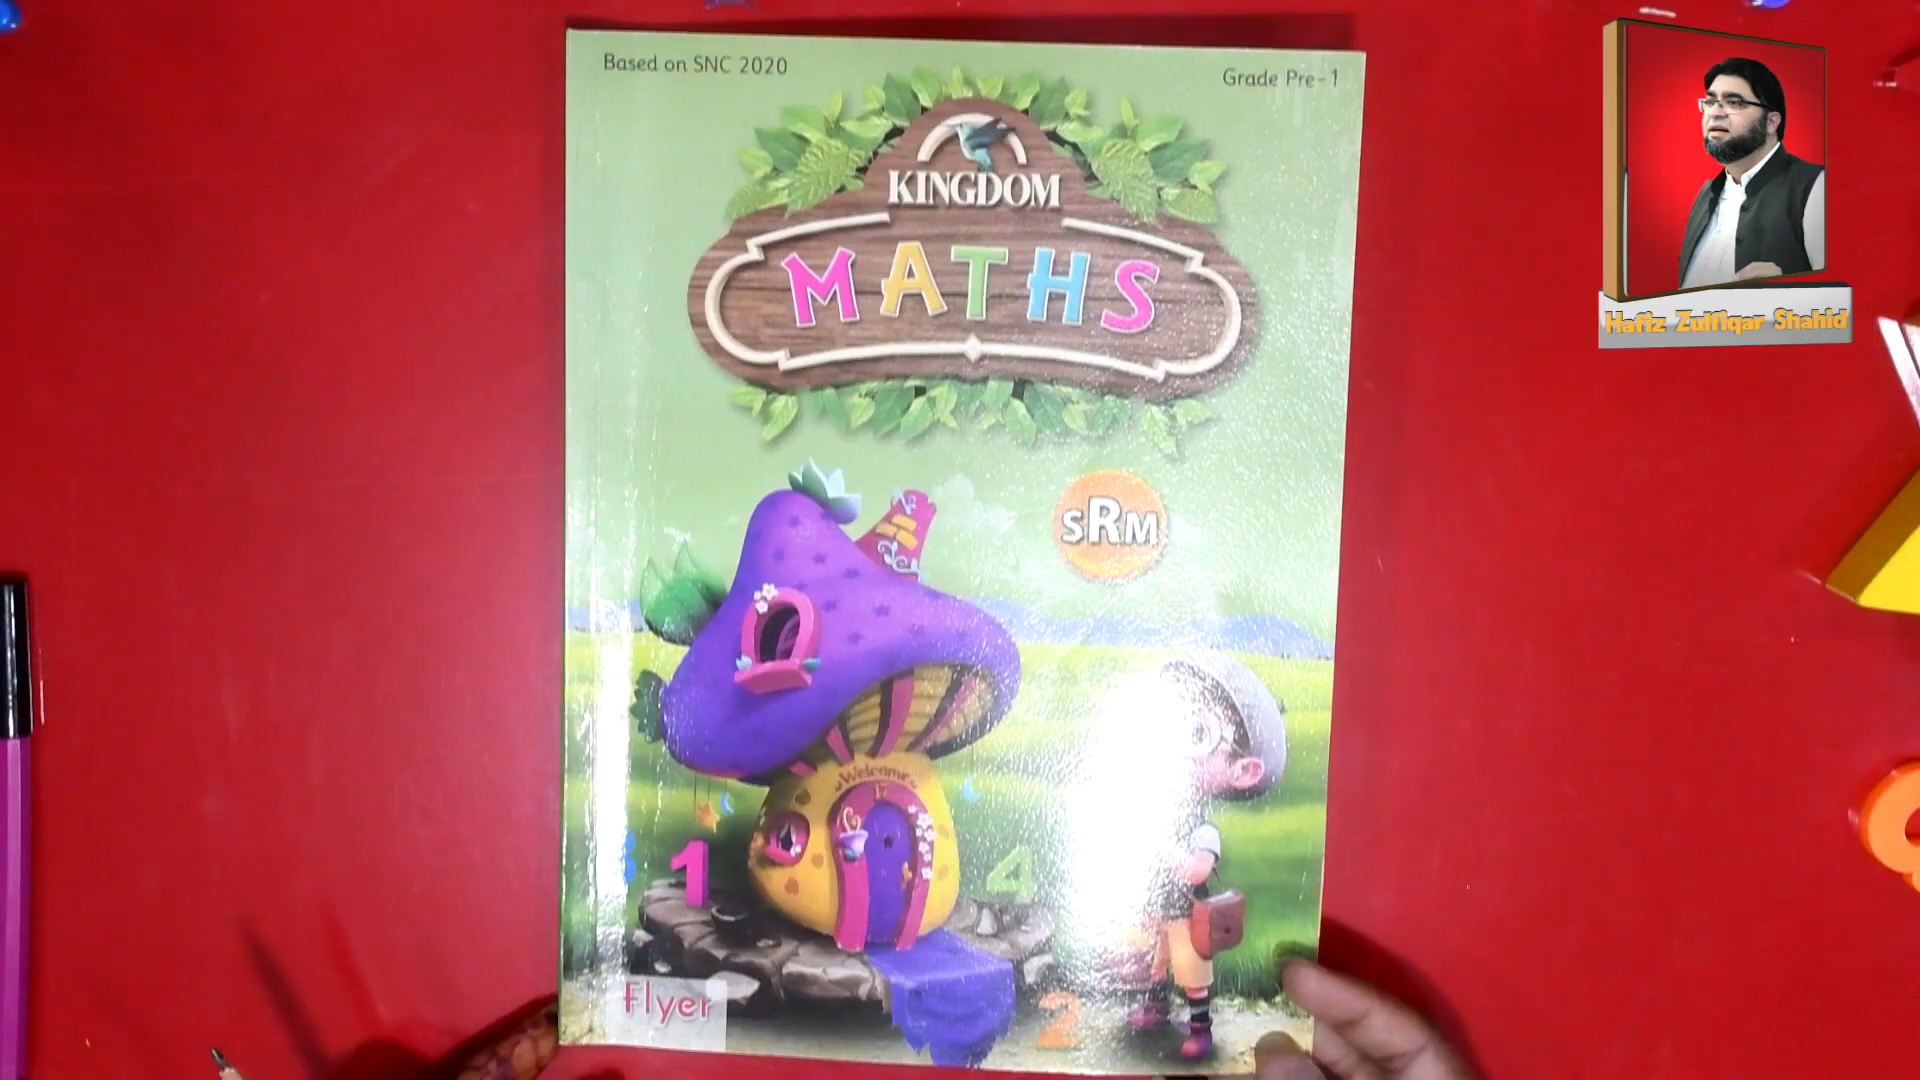 Based on SNC 2020
Grade Pre-1
KINGDOM
MATHS
SRM
Welcome
1
4
2
Flyer
Hafiz Zulfiqar Shahid